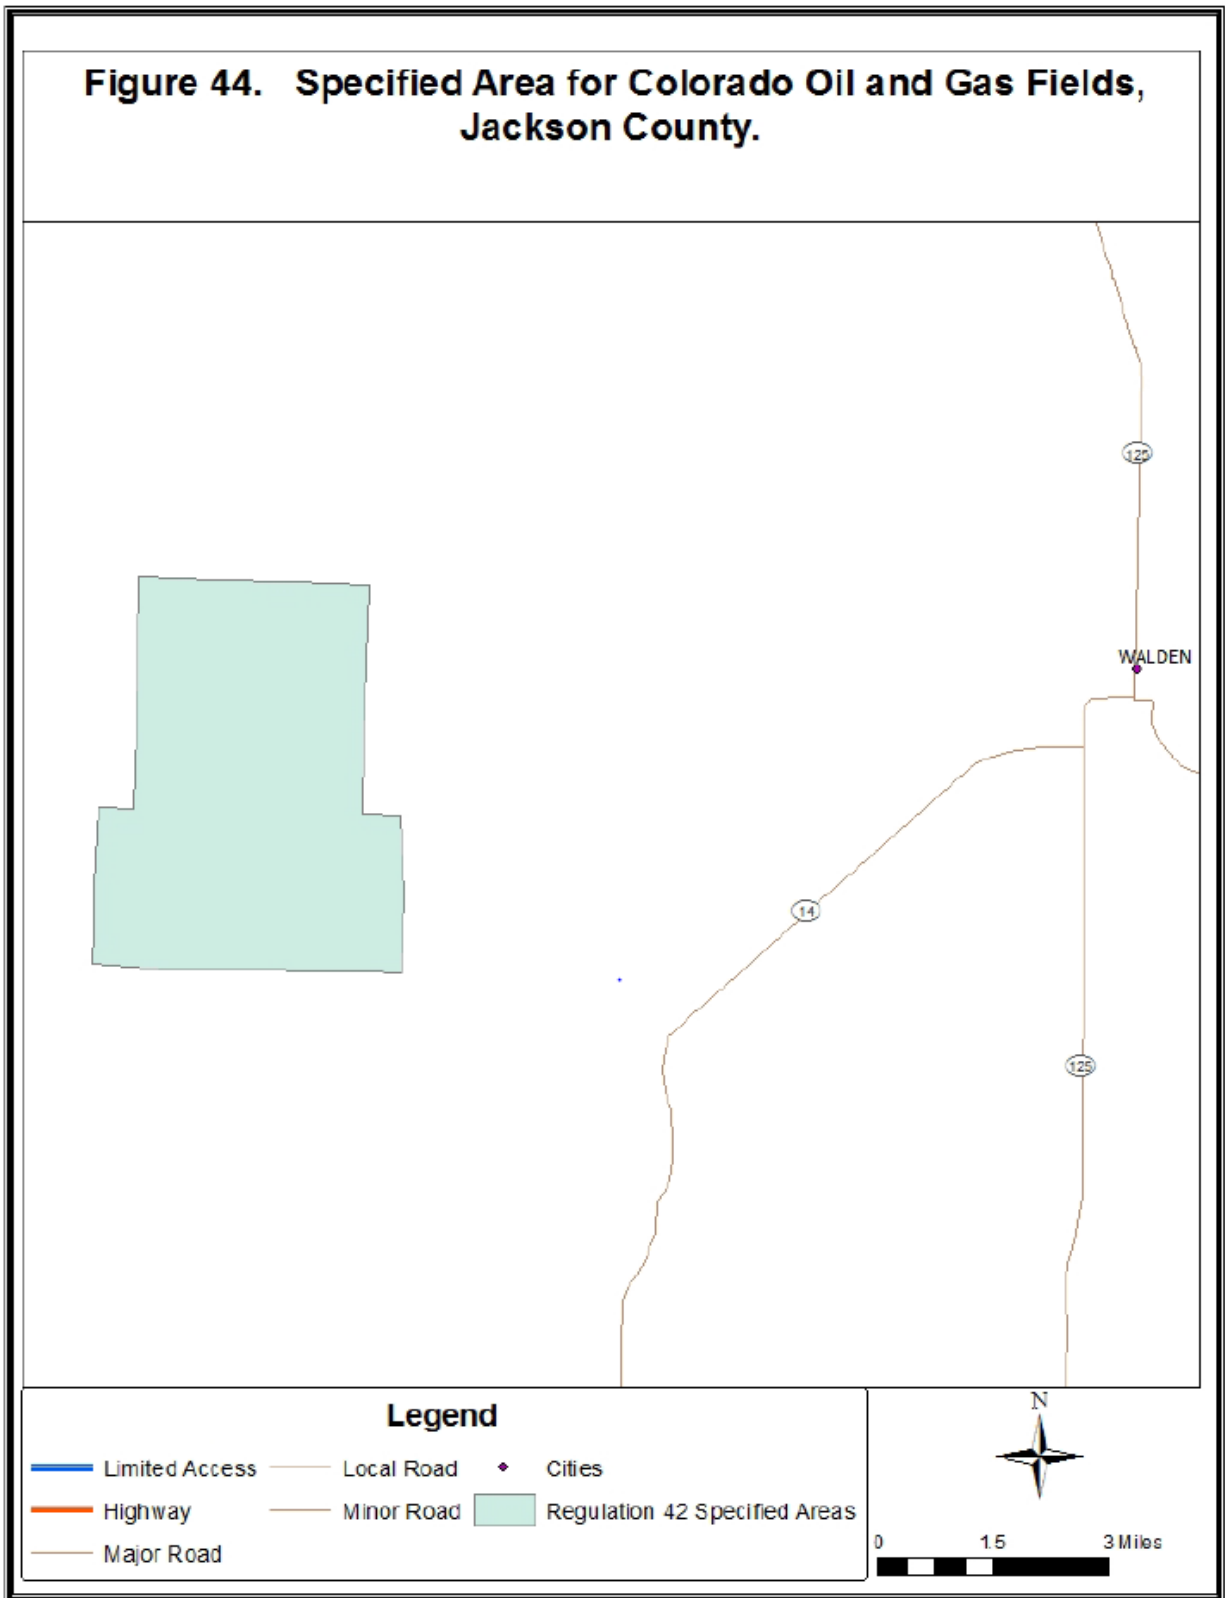 Figure 44. Specified Area for Colorado Oil and Gas Fields,
Jackson County.
125
WALDEN
14
125
Legend
Limited Access
Local Road
Cities
Highway
Minor Road
Regulation 42 Specified Areas
Major Road
N
0 1.5 3 Miles